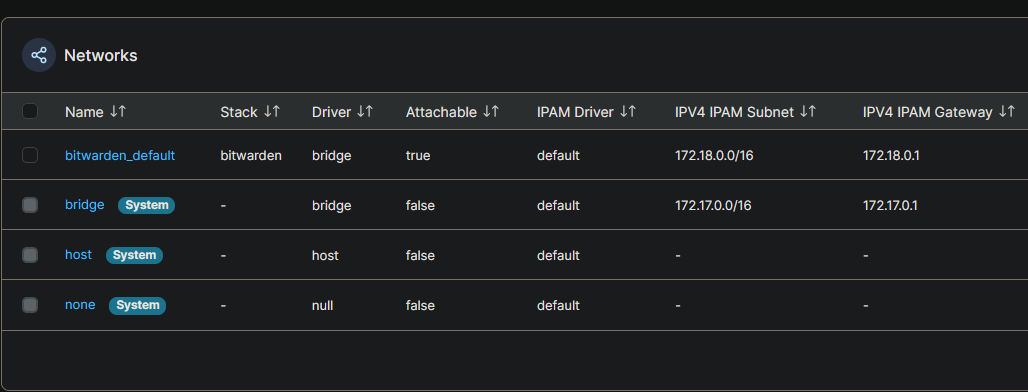 Networks
Name Stack Driver Attachable IPAM Driver IPV4 IPAM Subnet IPV4 IPAM Gateway
bitwarden_default bitwarden bridge true default 172.18.0.0/16 172.18.0.1
bridge System - bridge false default 172.17.0.0/16 172.17.0.1
host System - host false default - -
none System - null false default - -